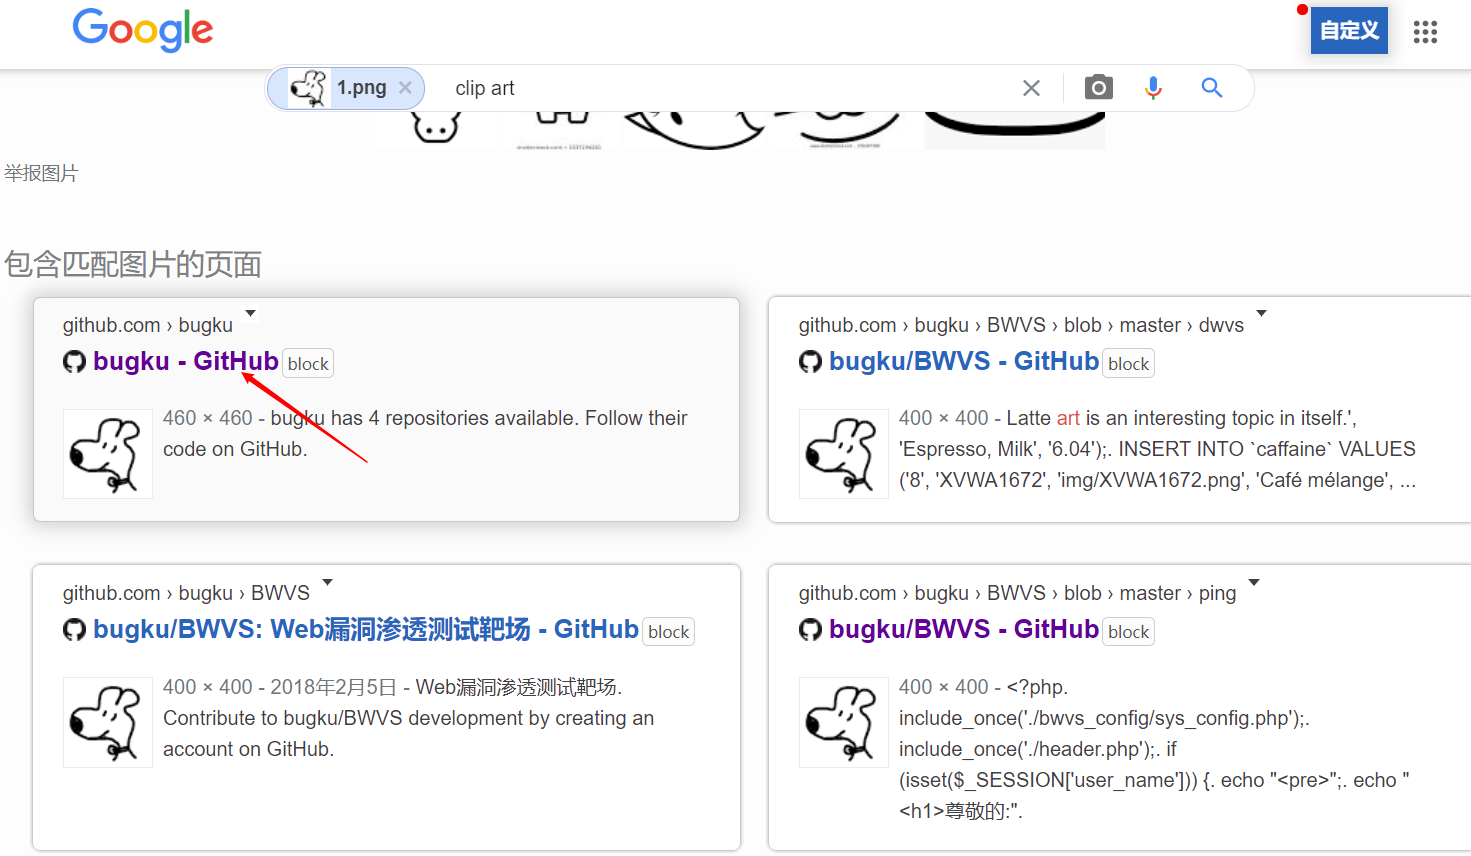 Google
自定义
1.png
clip art
举报图片
包含匹配图片的页面
github.com › bugku
bugku - GitHub block
460 × 460 - bugku has 4 repositories available. Follow their
code on GitHub.
github.com › bugku › BWVS › blob › master › dwvs
bugku/BWVS - GitHub block
400 × 400 - Latte art is an interesting topic in itself.',
'Espresso, Milk', '6.04');. INSERT INTO `caffaine` VALUES
('8', 'XVWA1672', 'img/XVWA1672.png', 'Café mélange', ...
github.com › bugku › BWVS
bugku/BWVS: Web漏洞渗透测试靶场 - GitHub block
400 × 400 - 2018年2月5日 - Web漏洞渗透测试靶场.
Contribute to bugku/BWVS development by creating an
account on GitHub.
github.com › bugku › BWVS › blob › master › ping
bugku/BWVS - GitHub block
400 × 400 - <?php.
include_once('./bwvs_config/sys_config.php');.
include_once('./header.php');. if
(isset($_SESSION['user_name'])) {. echo "<pre>";. echo "
<h1>尊敬的:".